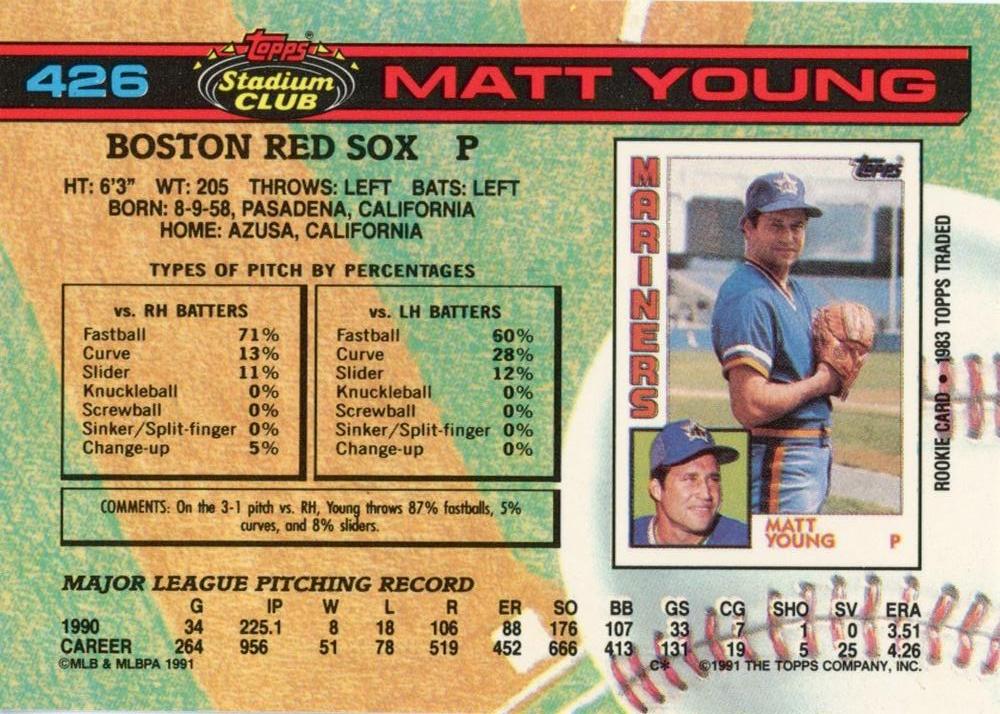 426 Topps Stadium CLUB MATT YOUNG
BOSTON RED SOX P
HT: 6'3" WT: 205 THROWS: LEFT BATS: LEFT
BORN: 8-9-58, PASADENA, CALIFORNIA
HOME: AZUSA, CALIFORNIA
TYPES OF PITCH BY PERCENTAGES
vs. RH BATTERS
Fastball 71%
Curve 13%
Slider 11%
Knuckleball 0%
Screwball 0%
Sinker/Split-finger 0%
Change-up 5%
vs. LH BATTERS
Fastball 60%
Curve 28%
Slider 12%
Knuckleball 0%
Screwball 0%
Sinker/Split-finger 0%
Change-up 0%
COMMENTS: On the 3-1 pitch vs. RH, Young throws 87% fastballs, 5%
curves, and 8% sliders.
MARINERS
Topps
MATT
YOUNG P
ROOKIE CARD • 1983 TOPPS TRADED
MAJOR LEAGUE PITCHING RECORD
G IP W L R ER SO BB GS CG SHO SV ERA
1990 34 225.1 8 18 106 88 176 107 33 7 1 0 3.51
CAREER 264 956 51 78 519 452 666 413 131 19 5 25 4.26
©MLB & MLBPA 1991 C* ©1991 THE TOPPS COMPANY, INC.